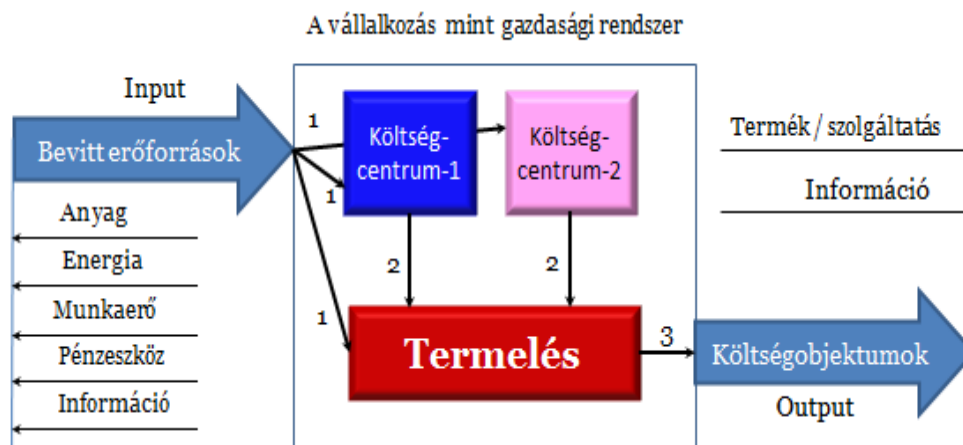 A vállalkozás mint gazdasági rendszer
Input
Bevitt erőforrások
Anyag
Energia
Munkaerő
Pénzeszköz
Információ
1
1
1
Költség-
centrum-1
Költség-
centrum-2
2
2
Termelés
3
Termék / szolgáltatás
Információ
Költségobjektumok
Output